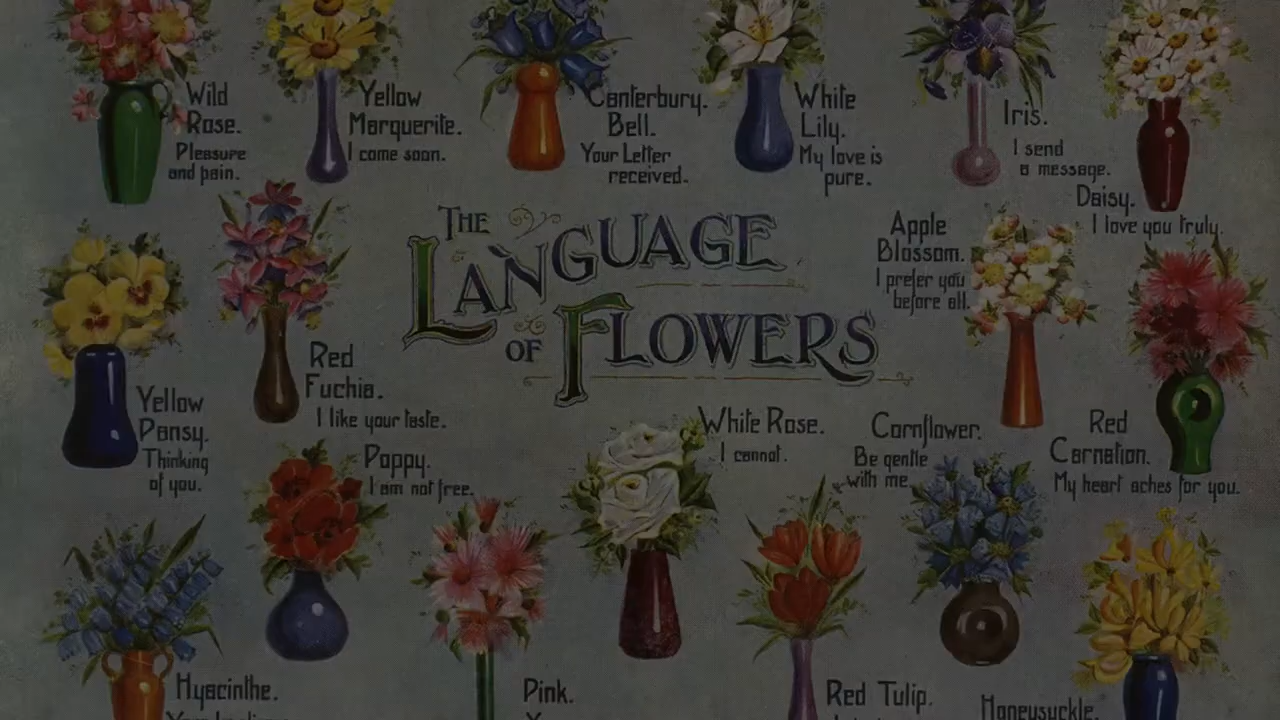 Wild
Rose.
Pleasure
and pain.
Yellow
Marguerite.
I come soon.
Canterbury.
Bell.
Your Letter
received.
White
Lily.
My love is
pure.
Iris.
I send
a message.
Daisy.
I love you truly.
THE
LANGUAGE
OF FLOWERS
Apple
Blossom.
I prefer you
before all.
Yellow
Pansy.
Thinking
of you.
Red
Fuchia.
I like your taste.
Poppy.
I am not free.
White Rose.
I cannot.
Cornflower.
Be gentle
with me.
Red
Carnation.
My heart aches for you.
Hyacinthe.
Pink.
Red Tulip.
Honeysuckle.